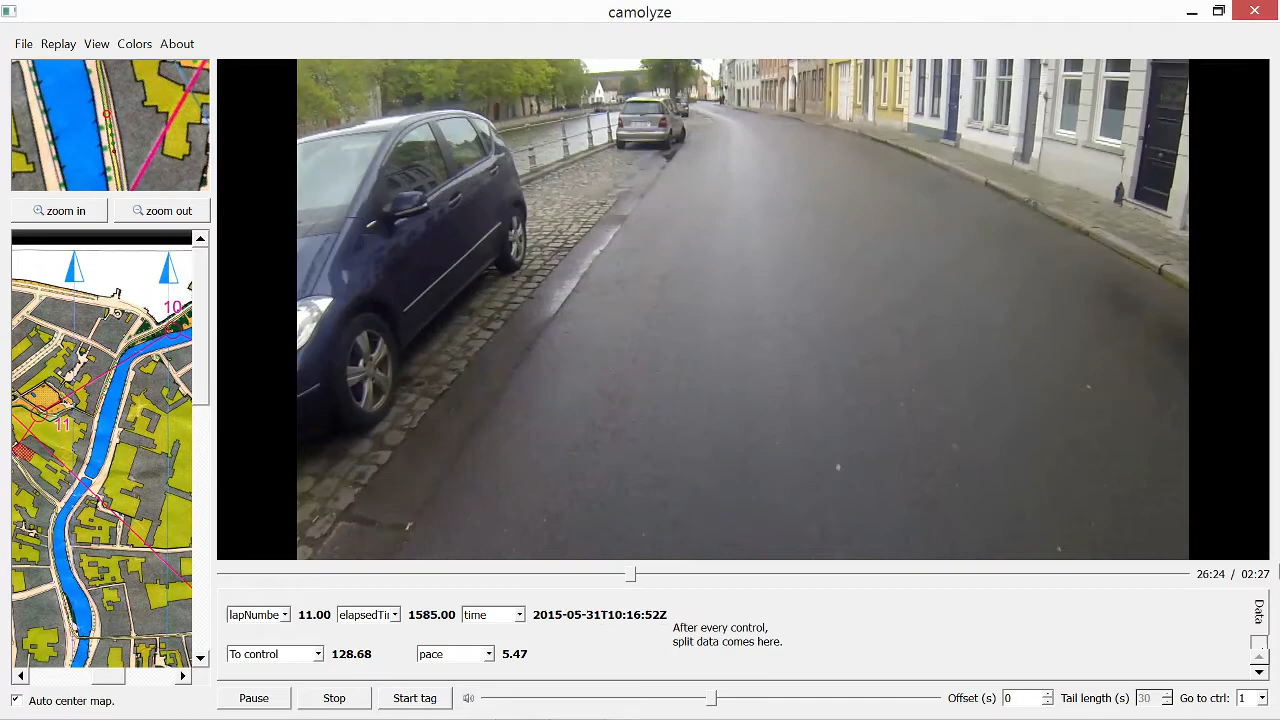 camolyze
File Replay View Colors About
zoom in zoom out
10
11
26:24 / 02:27
lapNumbe 11.00 elapsedTi 1585.00 time 2015-05-31T10:16:52Z
After every control,
split data comes here.
To control 128.68 pace 5.47
Data
Auto center map.
Pause Stop Start tag Offset (s) 0 Tail length (s) 30 Go to ctrl: 1